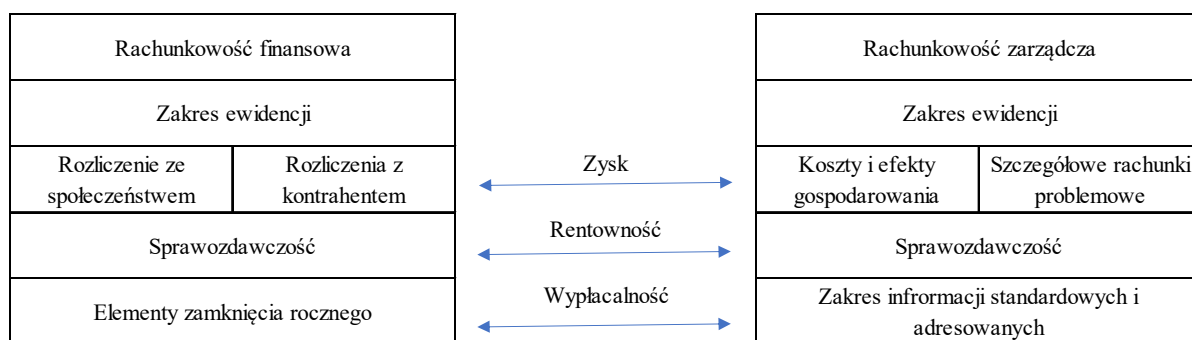 Rachunkowość finansowa
Zakres ewidencji
Rozliczenie ze
społeczeństwem
Rozliczenia z
kontrahentem
Sprawozdawczość
Elementy zamknięcia rocznego
Zysk
Rentowność
Wypłacalność
Rachunkowość zarządcza
Zakres ewidencji
Koszty i efekty
gospodarowania
Szczegółowe rachunki
problemowe
Sprawozdawczość
Zakres infrormacji standardowych i
adresowanych